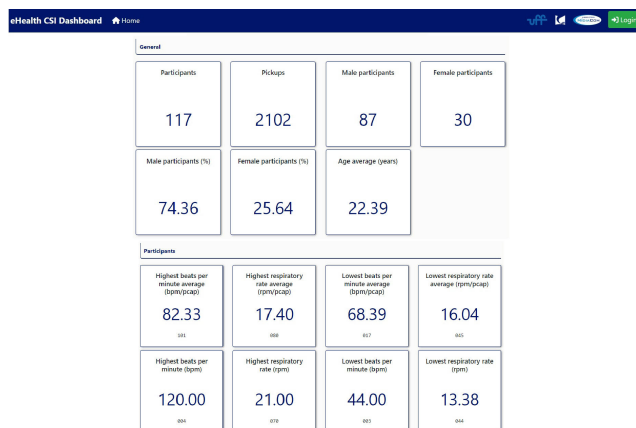 eHealth CSI Dashboard Home
uff
Login
General
Participants Pickups Male participants Female participants
117 2102 87 30
Male participants (%) Female participants (%) Age average (years)
74.36 25.64 22.39
Participants
Highest beats per Highest respiratory Lowest beats per Lowest respiratory rate
minute average rate average minute average average (rpm/pcap)
(bpm/pcap) (rpm/pcap) (bpm/pcap)
82.33 17.40 68.39 16.04
101 080 017 045
Highest beats per Highest respiratory Lowest beats per Lowest respiratory rate
minute (bpm) rate (rpm) minute (bpm) (rpm)
120.00 21.00 44.00 13.38
004 070 003 044